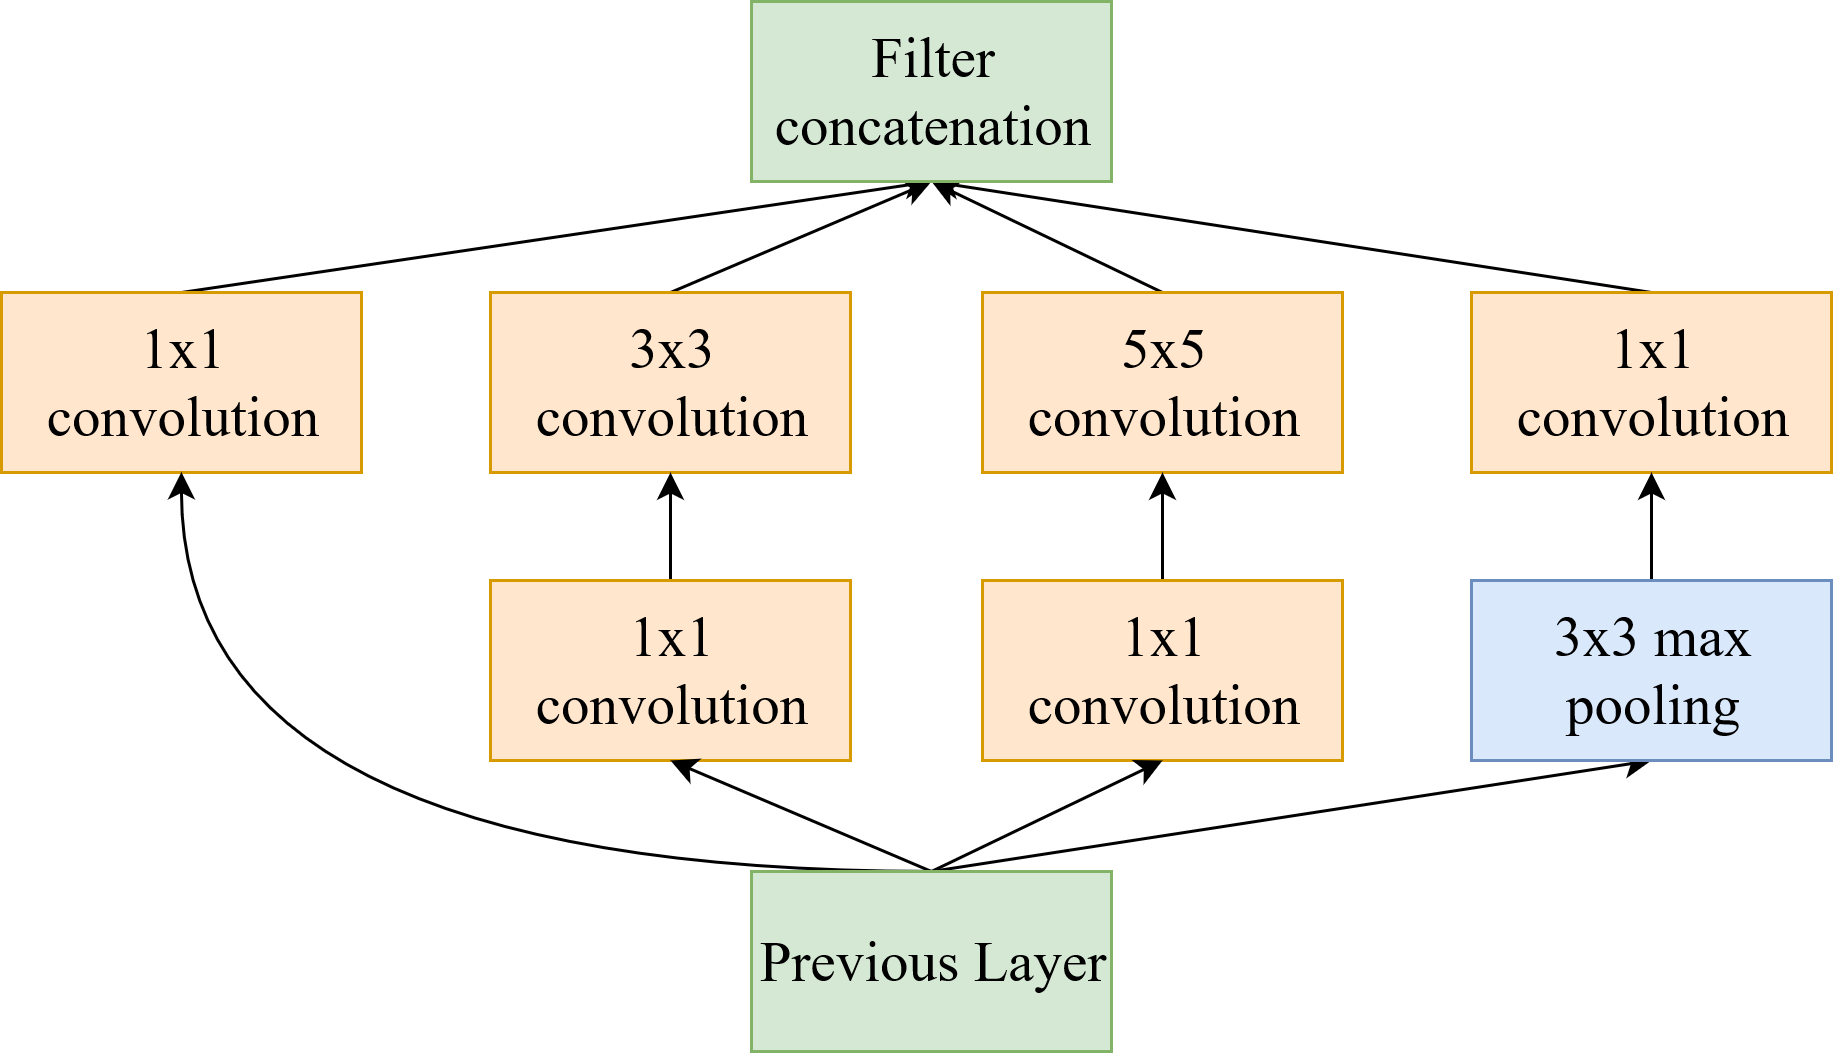 Filter
concatenation
1x1
convolution
3x3
convolution
5x5
convolution
1x1
convolution
1x1
convolution
1x1
convolution
3x3 max
pooling
Previous Layer